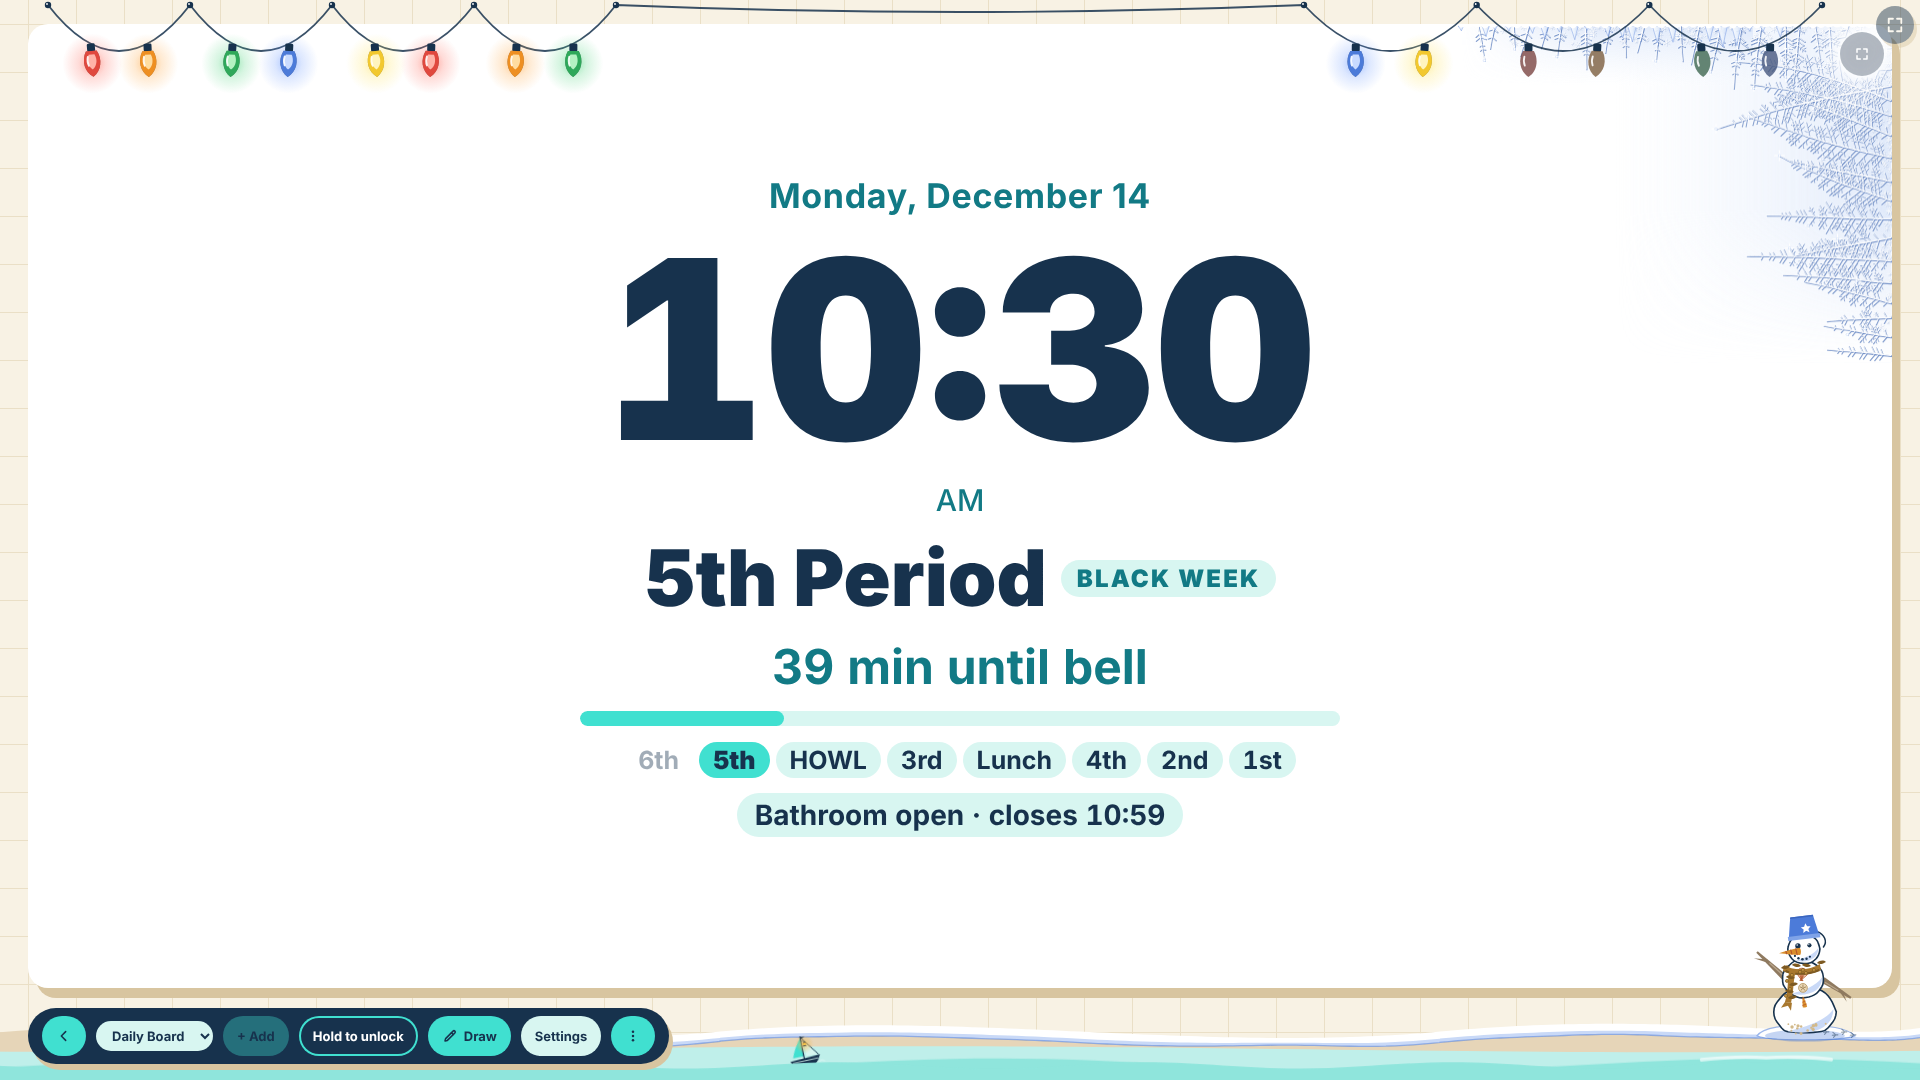 Monday, December 14
10:30
AM
5th Period BLACK WEEK
39 min until bell
6th 5th HOWL 3rd Lunch 4th 2nd 1st
Bathroom open · closes 10:59
Daily Board + Add Hold to unlock Draw Settings